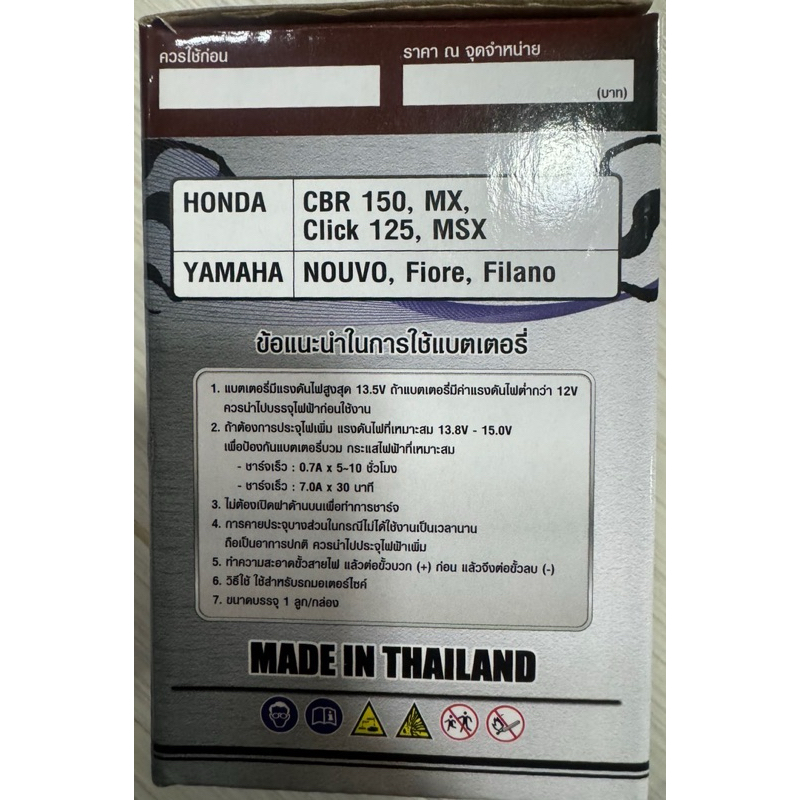 ควรใช้ก่อน
ราคา ณ จุดจำหน่าย
(บาท)
HONDA
CBR 150, MX,
Click 125, MSX
YAMAHA
NOUVO, Fiore, Filano
ข้อแนะนำในการใช้แบตเตอรี่
1. แบตเตอรี่มีแรงดันไฟสูงสุด 13.5V ถ้าแบตเตอรี่มีค่าแรงดันไฟต่ำกว่า 12V
ควรนำไปบรรจุไฟฟ้าก่อนใช้งาน
2. ถ้าต้องการประจุไฟเพิ่ม แรงดันไฟที่เหมาะสม 13.8V - 15.0V
เพื่อป้องกันแบตเตอรี่บวม กระแสไฟฟ้าที่เหมาะสม
- ชาร์จเร็ว : 0.7A x 5~10 ชั่วโมง
- ชาร์จเร็ว : 7.0A x 30 นาที
3. ไม่ต้องเปิดฝาด้านบนเพื่อทำการชาร์จ
4. การคายประจุบางส่วนในกรณีไม่ได้ใช้งานเป็นเวลานาน
ถือเป็นอาการปกติ ควรนำไปประจุไฟฟ้าเพิ่ม
5. ทำความสะอาดขั้วสายไฟ แล้วต่อขั้วบวก (+) ก่อน แล้วจึงต่อขั้วลบ (-)
6. วิธีใช้ ใช้สำหรับรถมอเตอร์ไซค์
7. ขนาดบรรจุ 1 ลูก/กล่อง
MADE IN THAILAND